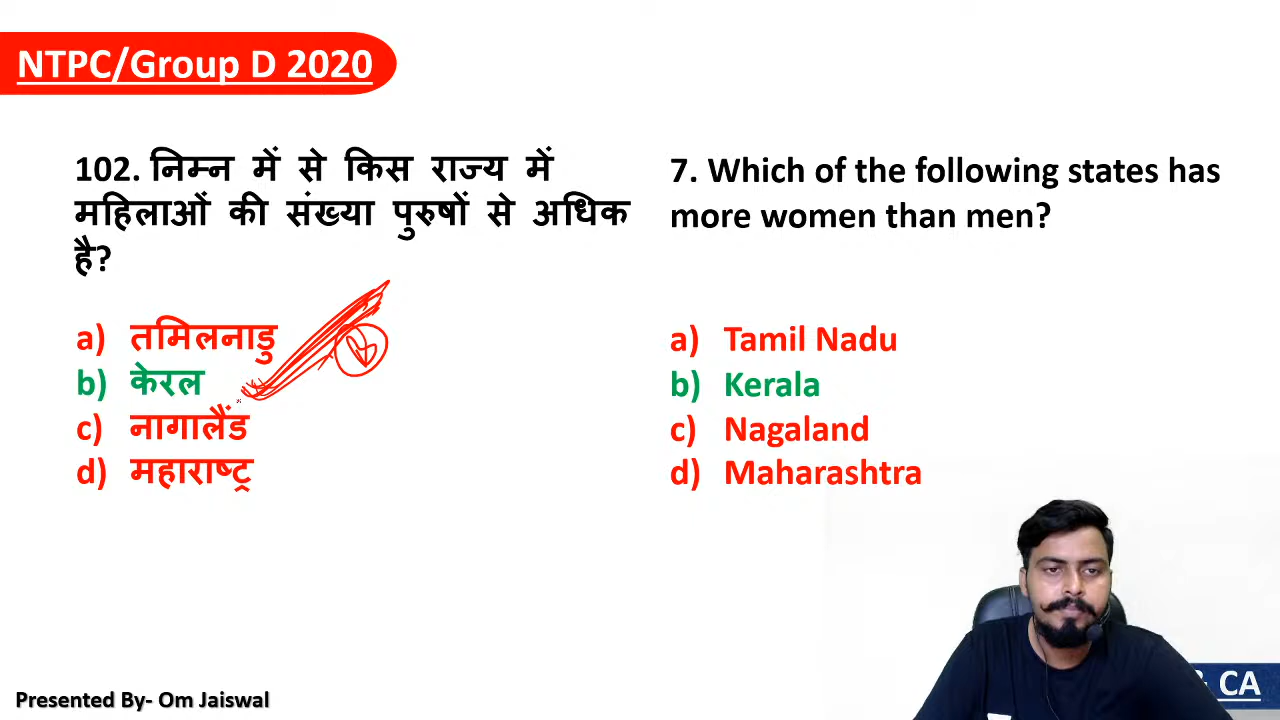 NTPC/Group D 2020
102. निम्न में से किस राज्य में
महिलाओं की संख्या पुरुषों से अधिक
है?
a) तमिलनाडु
b) केरल
c) नागालैंड
d) महाराष्ट्र
7. Which of the following states has
more women than men?
a) Tamil Nadu
b) Kerala
c) Nagaland
d) Maharashtra
CA
Presented By- Om Jaiswal